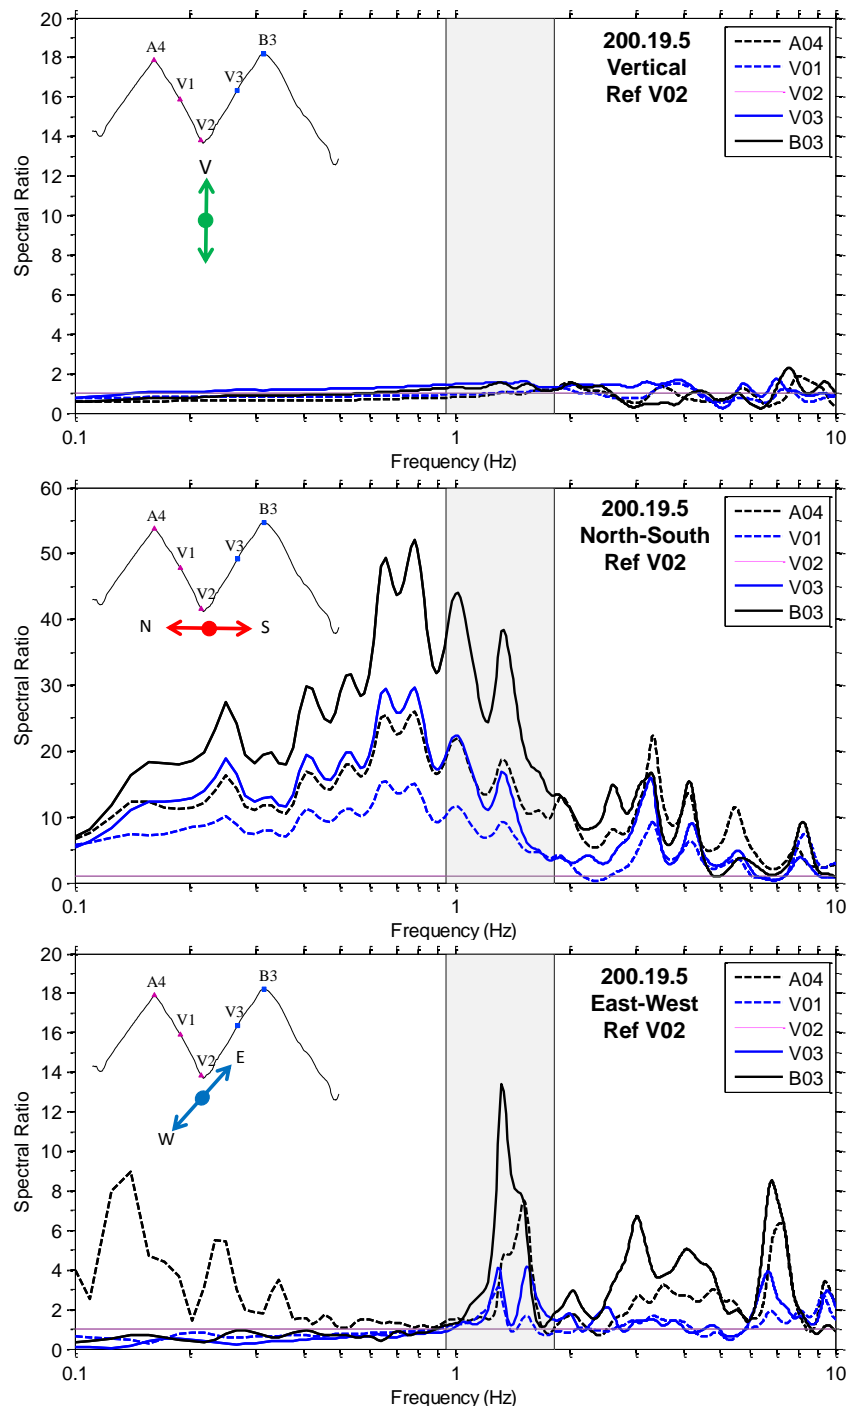 200.19.5
Vertical
Ref V02
A04
V01
V02
V03
B03
A4
B3
V1
V3
V2
V
Spectral Ratio
20
18
16
14
12
10
8
6
4
2
0
0.1
1
10
Frequency (Hz)
200.19.5
North-South
Ref V02
A04
V01
V02
V03
B03
A4
B3
V1
V3
V2
N
S
Spectral Ratio
60
50
40
30
20
10
0
0.1
1
10
Frequency (Hz)
200.19.5
East-West
Ref V02
A04
V01
V02
V03
B03
A4
B3
V1
V3
V2
E
W
Spectral Ratio
20
18
16
14
12
10
8
6
4
2
0
0.1
1
10
Frequency (Hz)